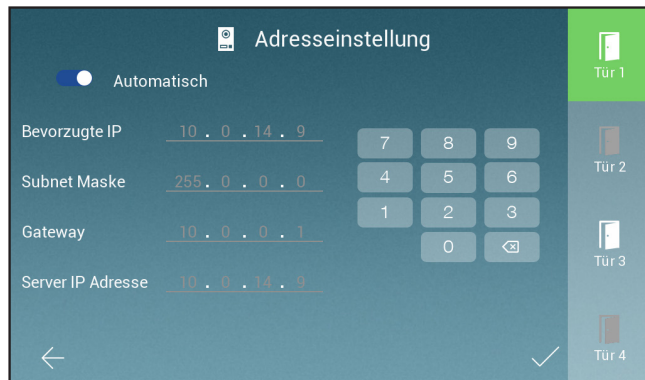 Adresseinstellung
Automatisch
Bevorzugte IP 10 . 0 . 14 . 9
Subnet Maske 255 . 0 . 0 . 0
Gateway 10 . 0 . 0 . 1
Server IP Adresse 10 . 0 . 14 . 9
7 8 9
4 5 6
1 2 3
0
Tür 1
Tür 2
Tür 3
Tür 4